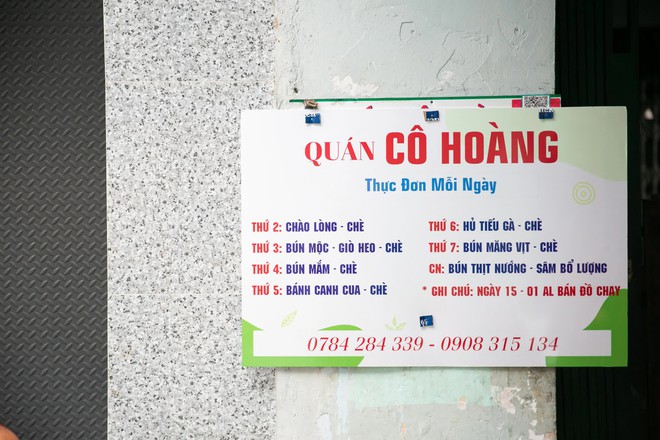 QUÁN CÔ HOÀNG
Thực Đơn Mỗi Ngày
THỨ 2: CHÀO LÒNG - CHÈ
THỨ 3: BÚN MỘC - GIÒ HEO - CHÈ
THỨ 4: BÚN MẮM - CHÈ
THỨ 5: BÁNH CANH CUA - CHÈ
THỨ 6: HỦ TIẾU GÀ - CHÈ
THỨ 7: BÚN MĂNG VỊT - CHÈ
CN: BÚN THỊT NƯỚNG - SÂM BỔ LƯỢNG
* GHI CHÚ: NGÀY 15 - 01 AL BÁN ĐỒ CHAY
0784 284 339 - 0908 315 134